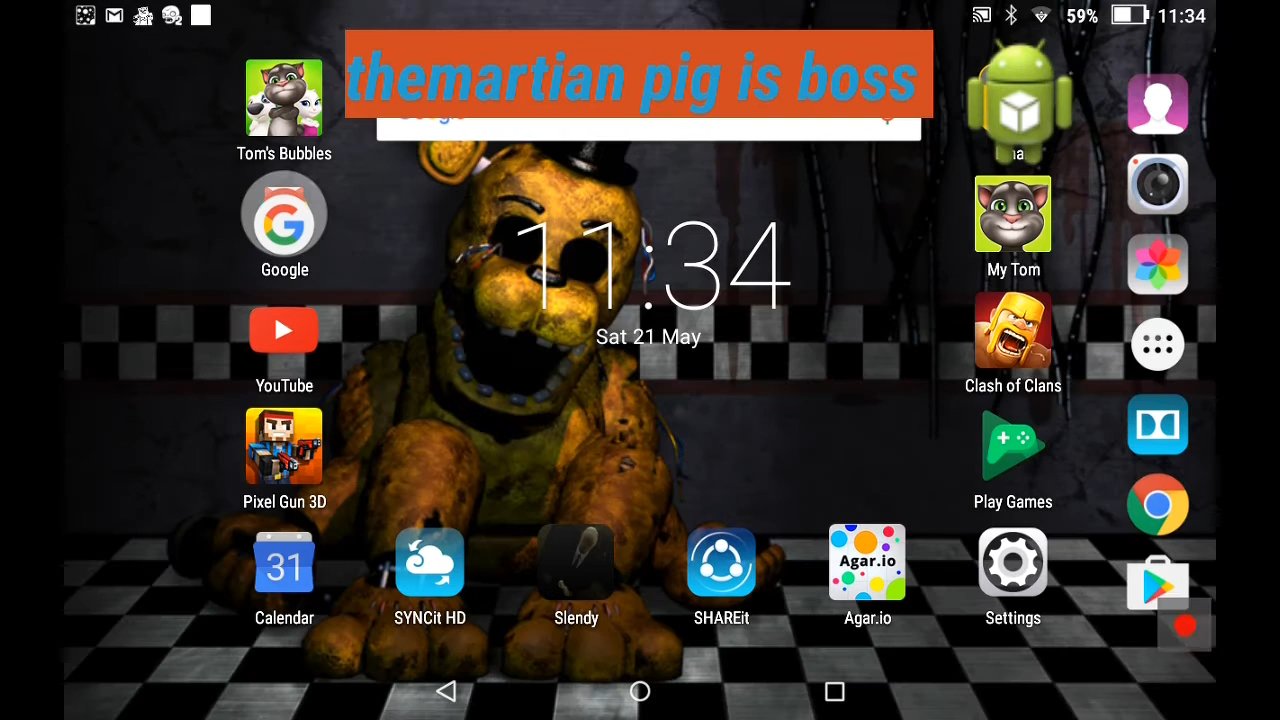 59% 11:34
themartian pig is boss
Tom's Bubbles
11:34
Sat 21 May
Google
My Tom
YouTube
Clash of Clans
Pixel Gun 3D
Play Games
31
Agar.io
Calendar
SYNCit HD
Slendy
SHAREit
Agar.io
Settings